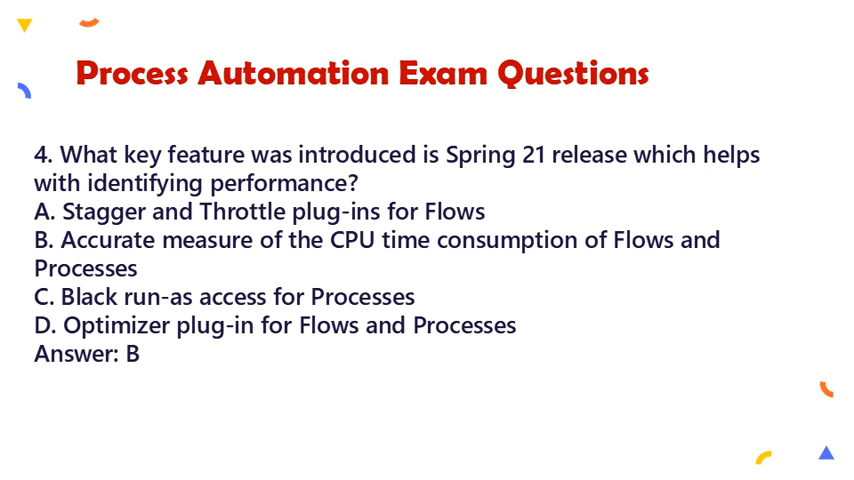 Process Automation Exam Questions
4. What key feature was introduced is Spring 21 release which helps
with identifying performance?
A. Stagger and Throttle plug-ins for Flows
B. Accurate measure of the CPU time consumption of Flows and
Processes
C. Black run-as access for Processes
D. Optimizer plug-in for Flows and Processes
Answer: B